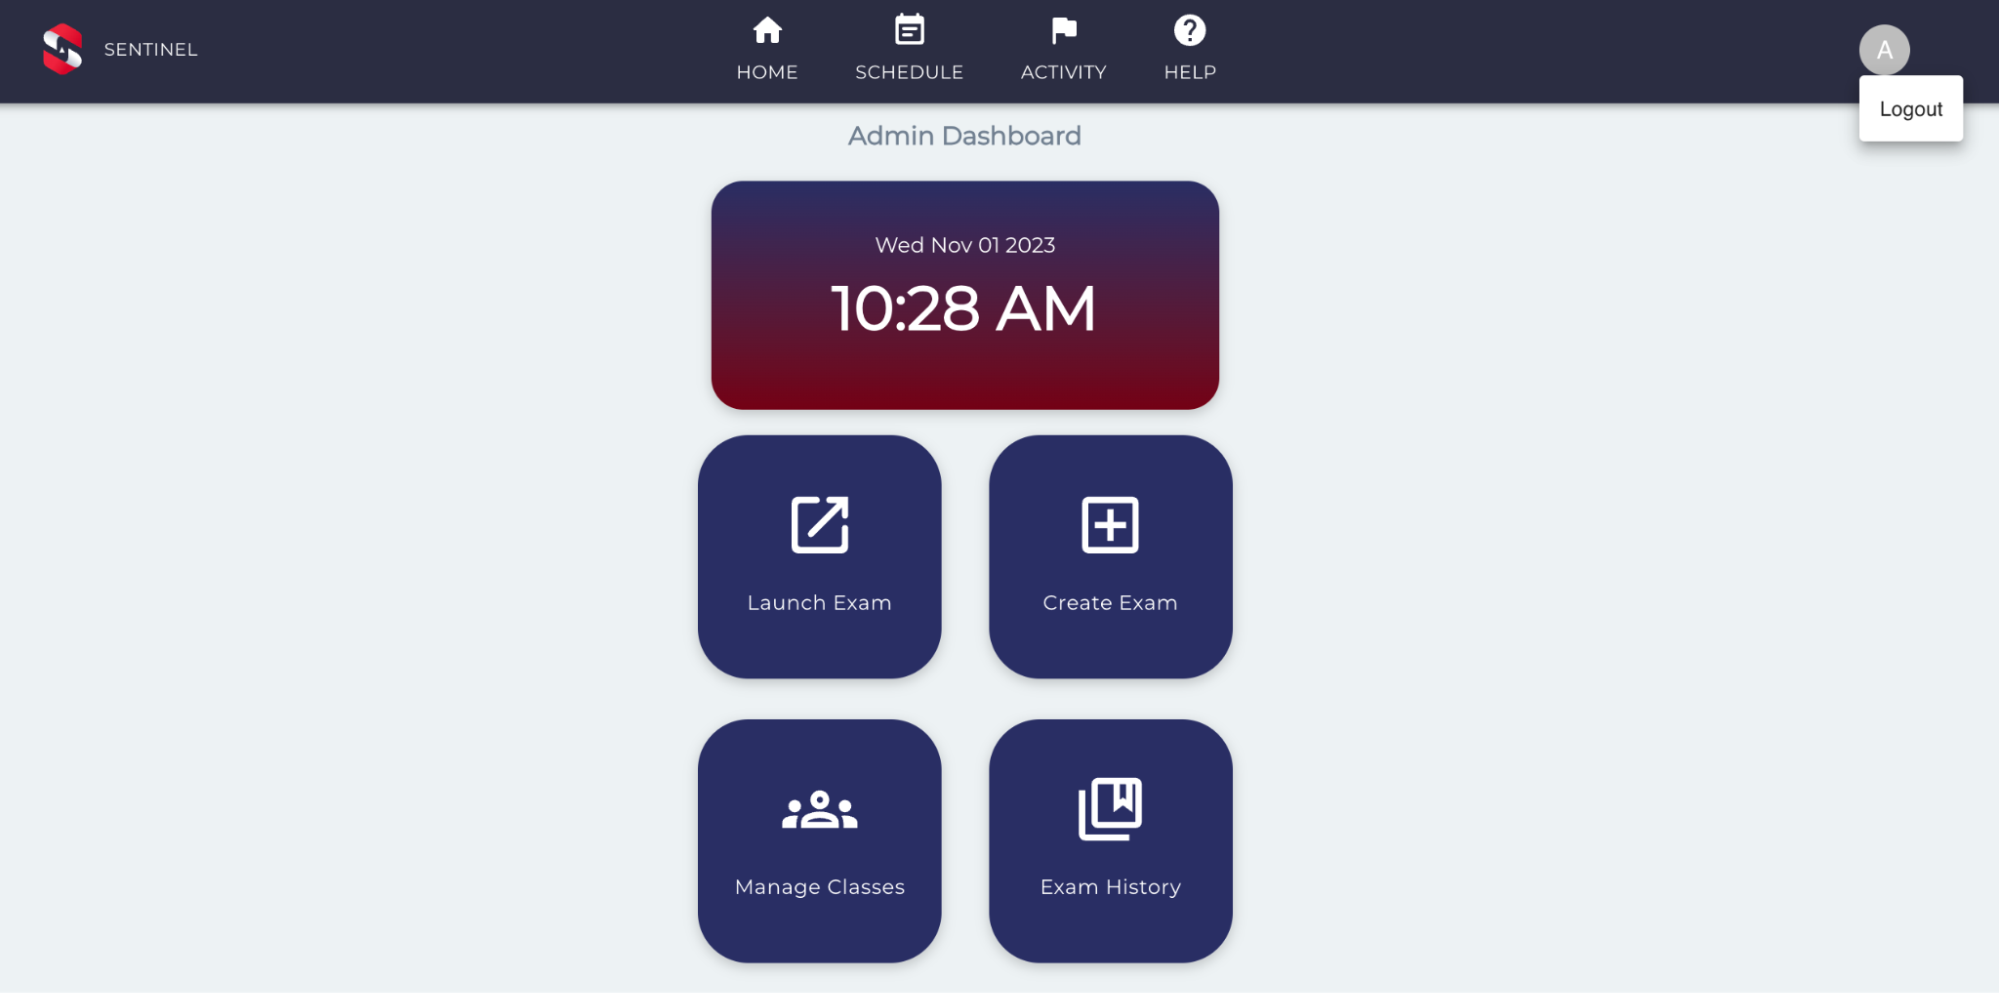 SENTINEL
HOME
SCHEDULE
ACTIVITY
HELP
A
Logout
Admin Dashboard
Wed Nov 01 2023
10:28 AM
Launch Exam
Create Exam
Manage Classes
Exam History